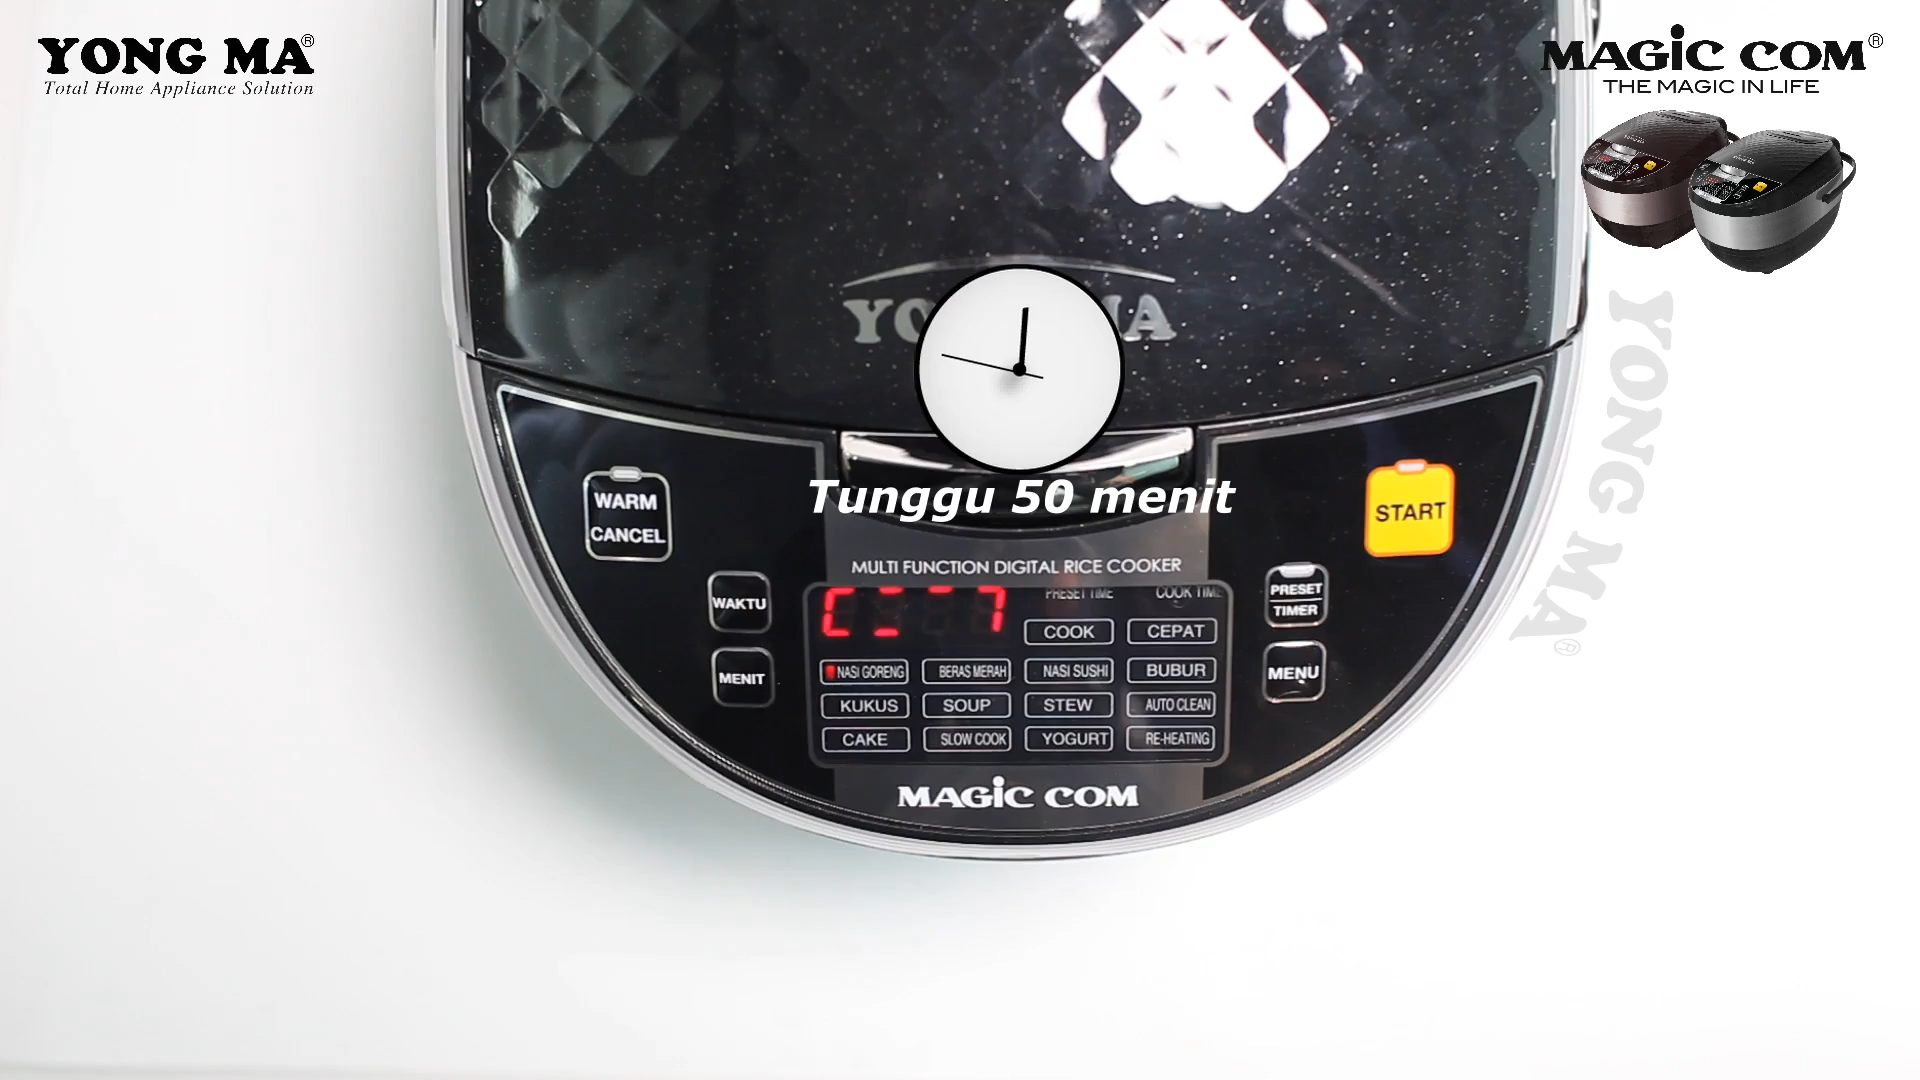 YONG MA®
Total Home Appliance Solution
MAGIC COM®
THE MAGIC IN LIFE
YONG MA®
Tunggu 50 menit
WARM
CANCEL
START
MULTI FUNCTION DIGITAL RICE COOKER
WAKTU
MENIT
PRESET TIME
COOK TIME
COOK
CEPAT
NASI GORENG
BERAS MERAH
NASI SUSHI
BUBUR
KUKUS
SOUP
STEW
AUTO CLEAN
CAKE
SLOW COOK
YOGURT
RE-HEATING
PRESET
TIMER
MENU
MAGIC COM